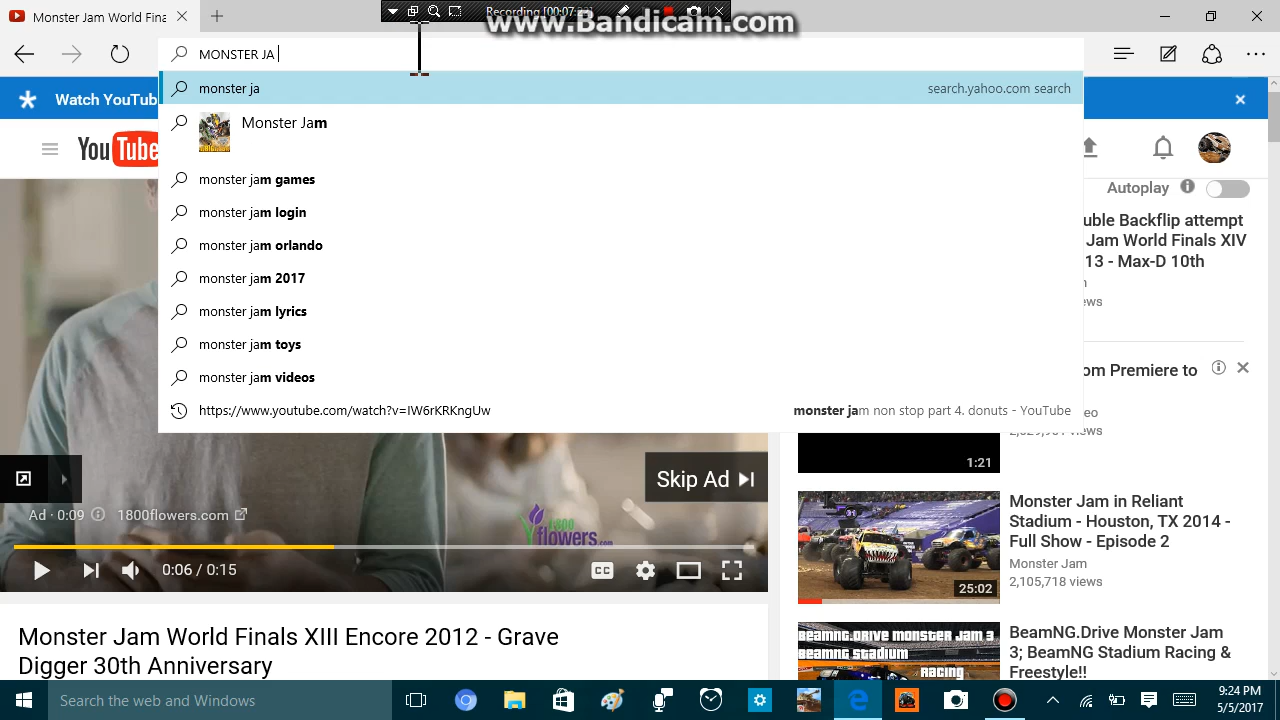 Monster Jam World Fina
Recording [00:07:23]
www.Bandicam.com
MONSTER JA
monster ja
search.yahoo.com search
Watch YouTub
Monster Jam
YouTube
monster jam games
Autoplay
monster jam login
uble Backflip attempt
monster jam orlando
Jam World Finals XIV
13 - Max-D 10th
monster jam 2017
ews
monster jam lyrics
monster jam toys
om Premiere to
monster jam videos
https://www.youtube.com/watch?v=IW6rKRKngUw
monster jam non stop part 4. donuts - YouTube
eo
1:21
Skip Ad
Monster Jam in Reliant
Stadium - Houston, TX 2014 -
Full Show - Episode 2
Monster Jam
2,105,718 views
25:02
Ad · 0:09
1800flowers.com
1800
flowers.com
0:06 / 0:15
CC
Monster Jam World Finals XIII Encore 2012 - Grave
Digger 30th Anniversary
BEAMNG.DRIVE MONSTER JAM 3
BEAMNG STADIUM
RACING
BeamNG.Drive Monster Jam
3; BeamNG Stadium Racing &
Freestyle!!
Search the web and Windows
9:24 PM
5/5/2017